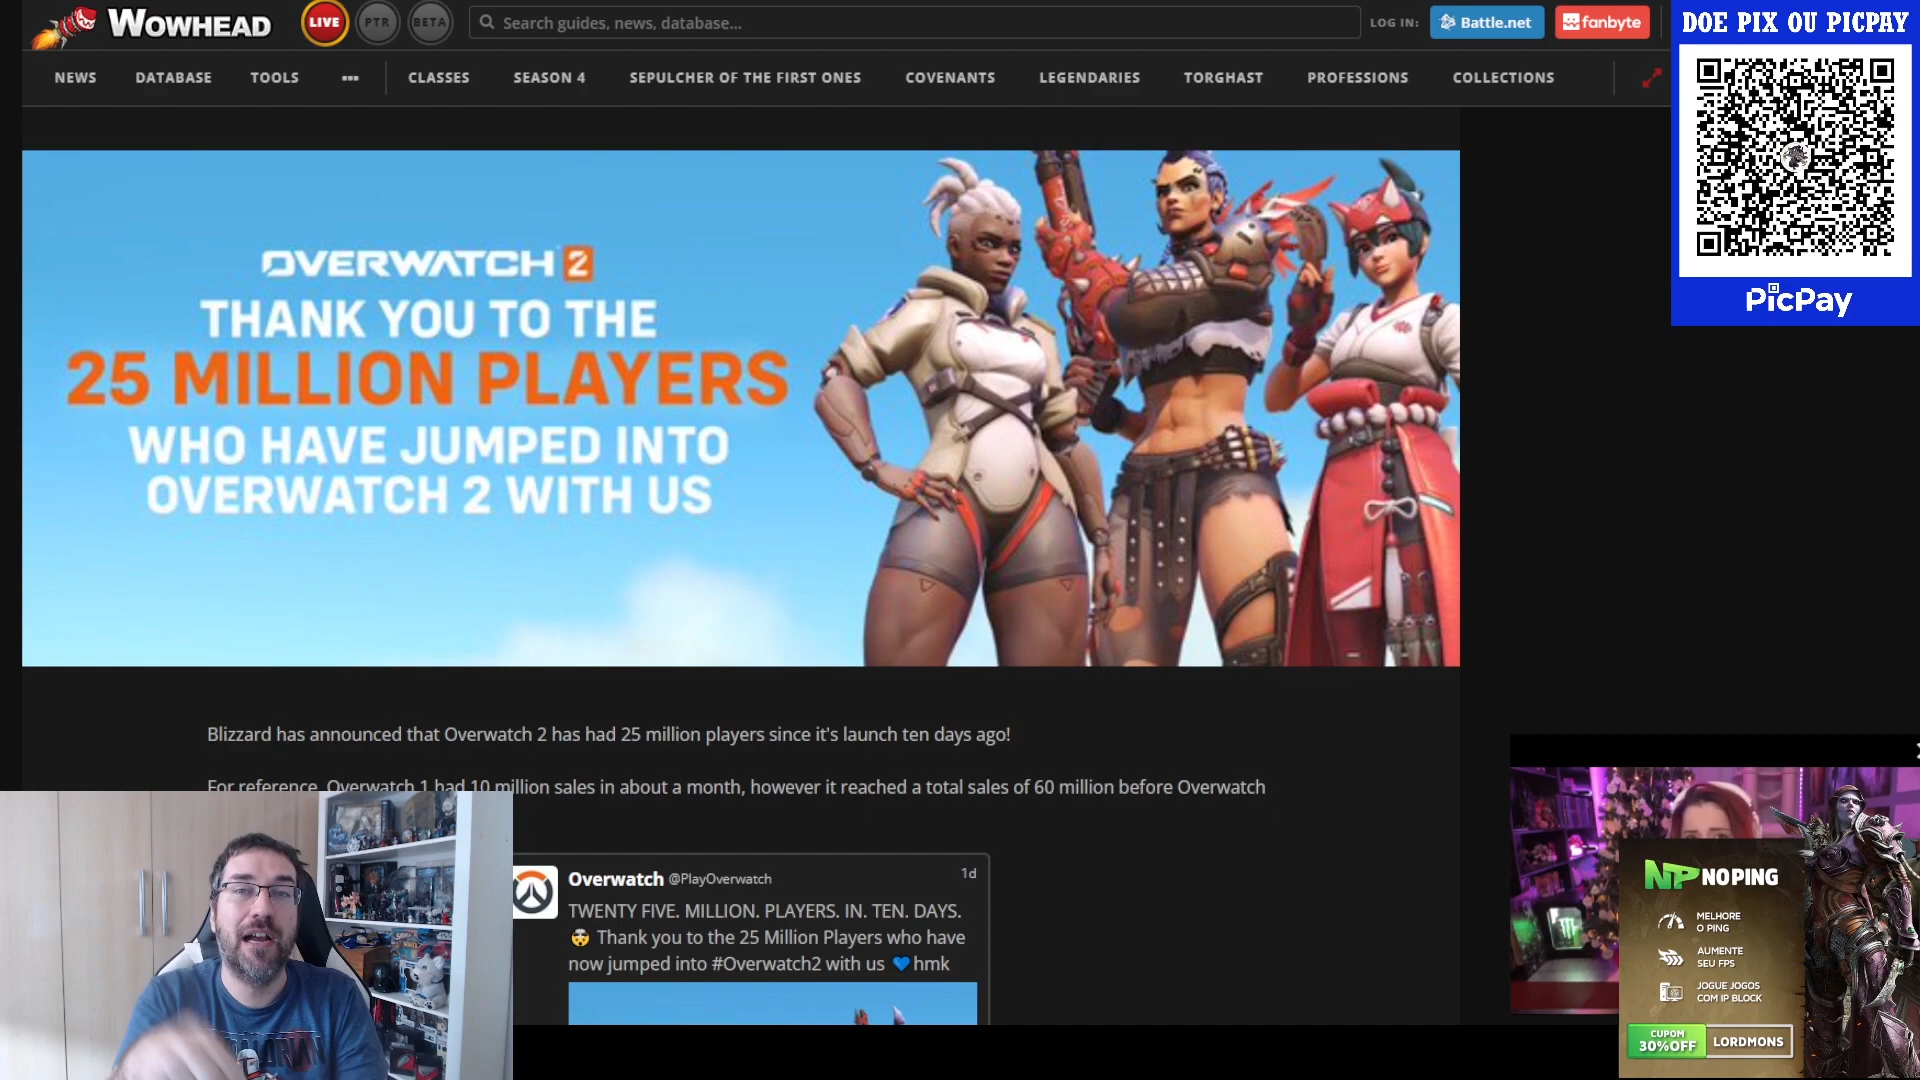 WOWHEAD
LIVE
PTR
BETA
Search guides, news, database...
LOG IN:
Battle.net
fanbyte
NEWS
DATABASE
TOOLS
CLASSES
SEASON 4
SEPULCHER OF THE FIRST ONES
COVENANTS
LEGENDARIES
TORGHAST
PROFESSIONS
COLLECTIONS
DOE PIX OU PICPAY
PicPay
OVERWATCH 2
THANK YOU TO THE
25 MILLION PLAYERS
WHO HAVE JUMPED INTO
OVERWATCH 2 WITH US
Blizzard has announced that Overwatch 2 has had 25 million players since it's launch ten days ago!
For reference, Overwatch 1 had 10 million sales in about a month, however it reached a total sales of 60 million before Overwatch
Overwatch @PlayOverwatch
1d
TWENTY FIVE. MILLION. PLAYERS. IN. TEN. DAYS.
🤯 Thank you to the 25 Million Players who have
now jumped into #Overwatch2 with us 💙hmk
NP NOPING
MELHORE
O PING
AUMENTE
SEU FPS
JOGUE JOGOS
COM IP BLOCK
CUPOM
30%OFF
LORDMONS